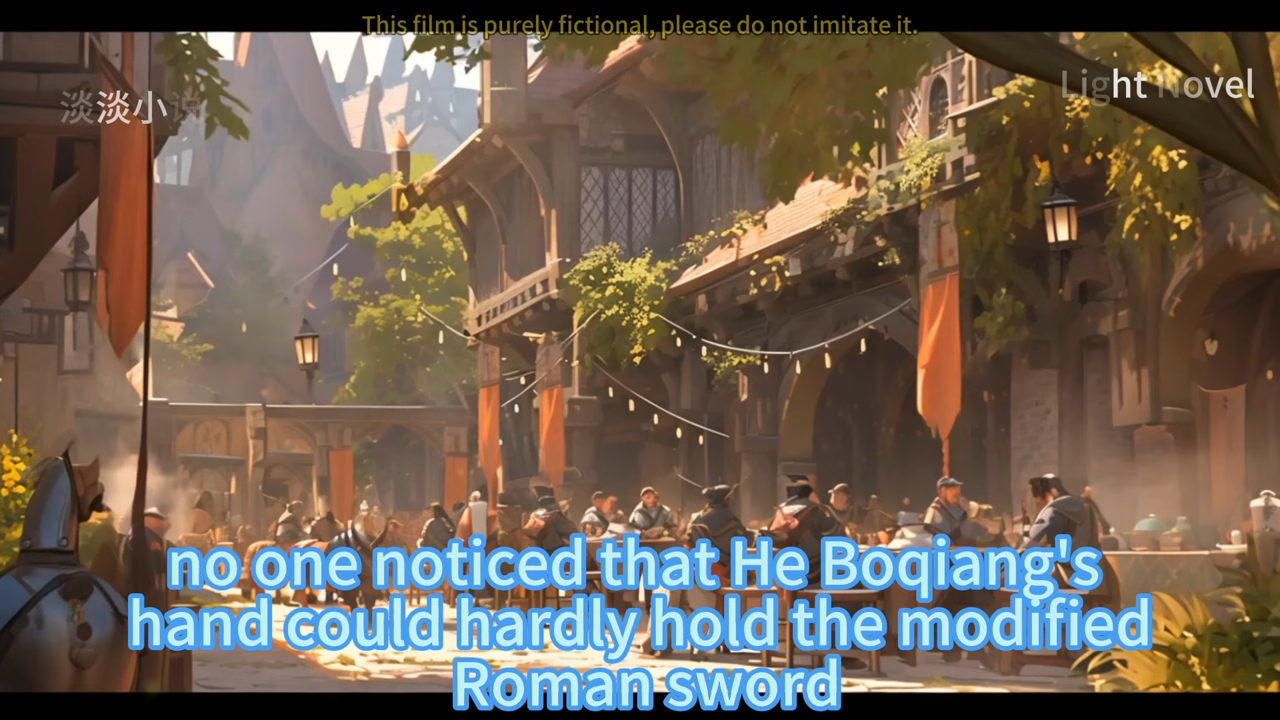 This film is purely fictional, please do not imitate it.
Light Novel
淡淡小说
no one noticed that He Boqiang's
hand could hardly hold the modified
Roman sword